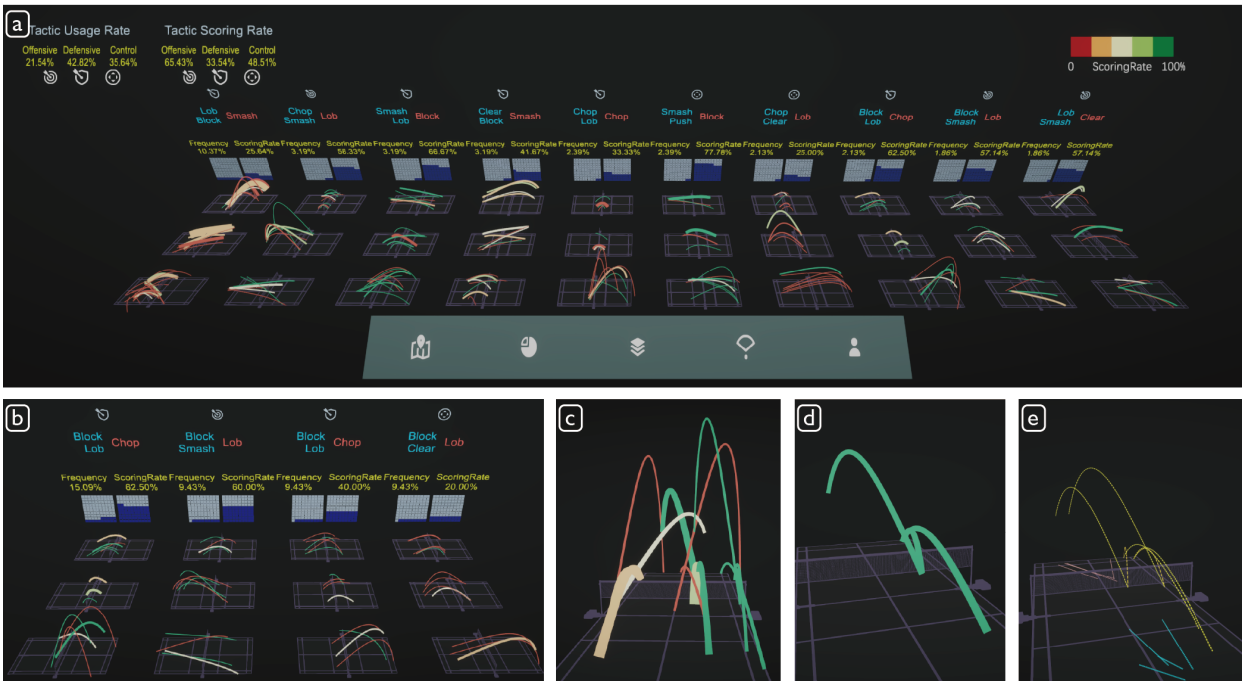 a
Tactic Usage Rate Tactic Scoring Rate
Offensive Defensive Control Offensive Defensive Control
21.54% 42.82% 35.64% 65.43% 33.54% 48.51%
0 ScoringRate 100%
Lob Block Smash
Chop Smash Lob
Smash Lob Block
Clear Block Smash
Chop Lob Chop
Smash Push Block
Chop Clear Lob
Block Lob Chop
Block Smash Lob
Lob Smash Clear
Frequency ScoringRate Frequency ScoringRate Frequency ScoringRate Frequency ScoringRate Frequency ScoringRate Frequency ScoringRate Frequency ScoringRate Frequency ScoringRate Frequency ScoringRate Frequency ScoringRate
10.37% 25.64% 3.19% 58.33% 3.19% 66.67% 3.19% 41.67% 2.39% 33.33% 2.39% 77.78% 2.13% 25.00% 2.13% 62.50% 1.86% 57.14% 1.86% 57.14%
b
Block Lob Chop
Block Smash Lob
Block Lob Chop
Block Clear Lob
Frequency ScoringRate Frequency ScoringRate Frequency ScoringRate Frequency ScoringRate
15.09% 62.50% 9.43% 60.00% 9.43% 40.00% 9.43% 20.00%
c
d
e